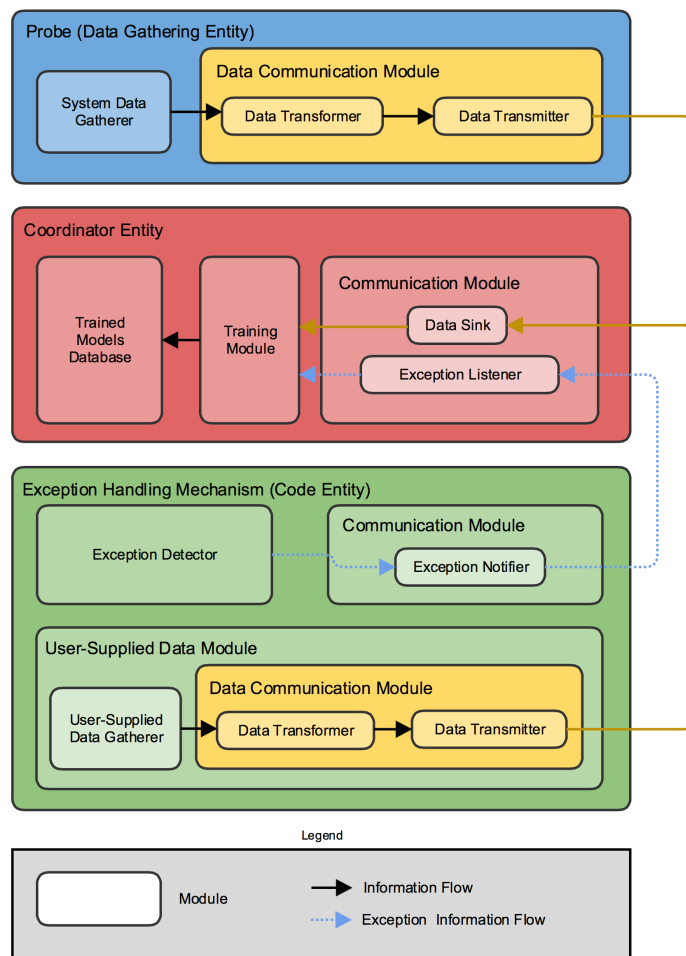 Probe (Data Gathering Entity)
Data Communication Module
System Data
Gatherer
Data Transformer
Data Transmitter
Coordinator Entity
Communication Module
Trained
Models
Database
Training
Module
Data Sink
Exception Listener
Exception Handling Mechanism (Code Entity)
Communication Module
Exception Detector
Exception Notifier
User-Supplied Data Module
Data Communication Module
User-Supplied
Data Gatherer
Data Transformer
Data Transmitter
Legend
Module
Information Flow
Exception Information Flow